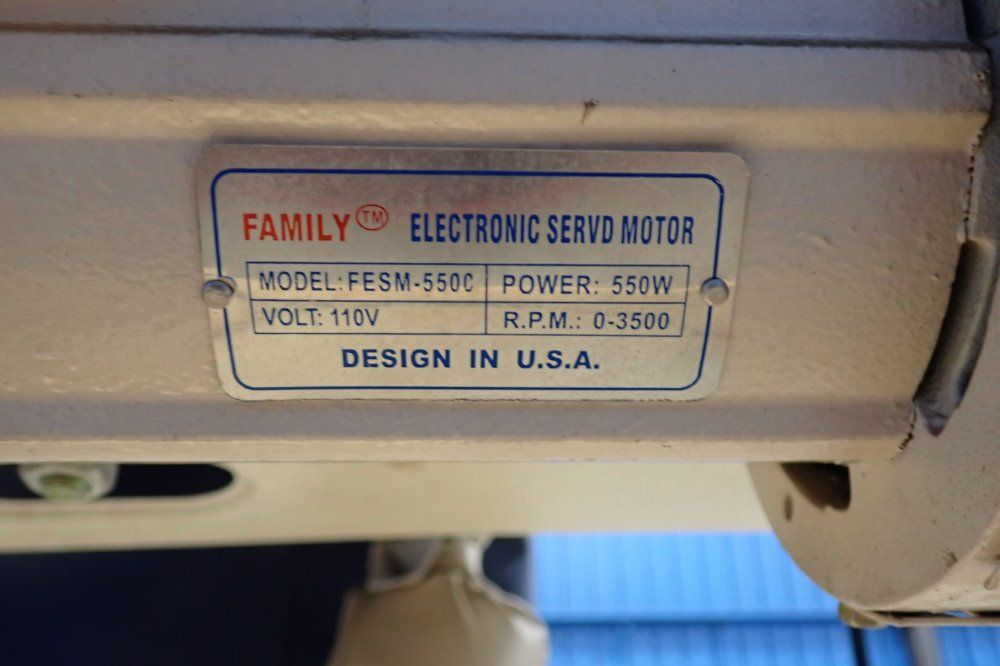 FAMILY™ ELECTRONIC SERVD MOTOR
MODEL: FESM-550C POWER: 550W
VOLT: 110V R.P.M.: 0-3500
DESIGN IN U.S.A.